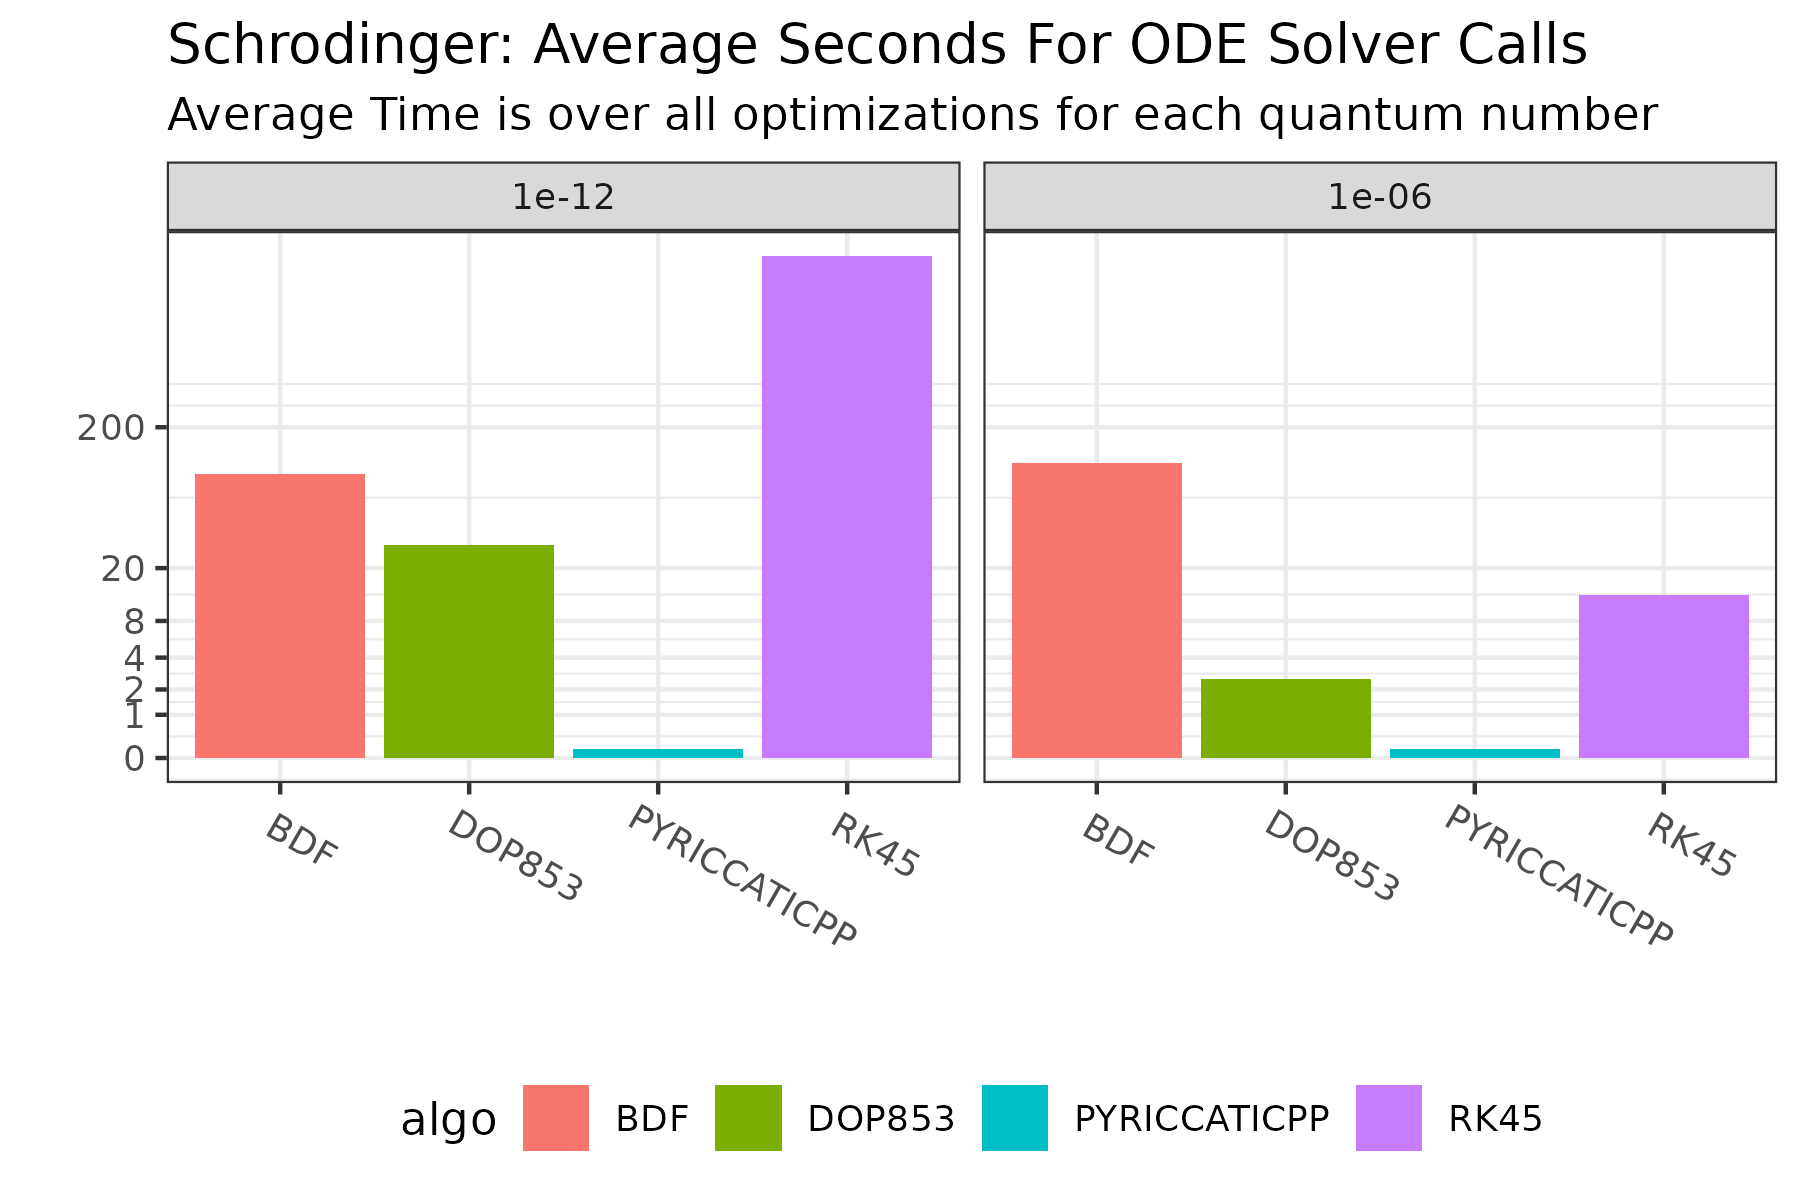 Schrodinger: Average Seconds For ODE Solver Calls
Average Time is over all optimizations for each quantum number
1e-12 1e-06
200
20
8
4
2
1
0
BDF DOP853 PYRICCATICPP RK45 BDF DOP853 PYRICCATICPP RK45
algo BDF DOP853 PYRICCATICPP RK45